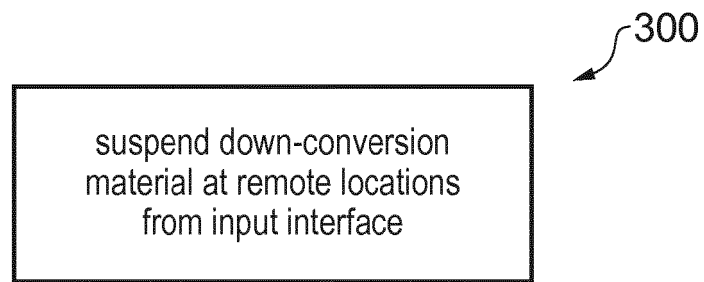 300
suspend down-conversion
material at remote locations
from input interface